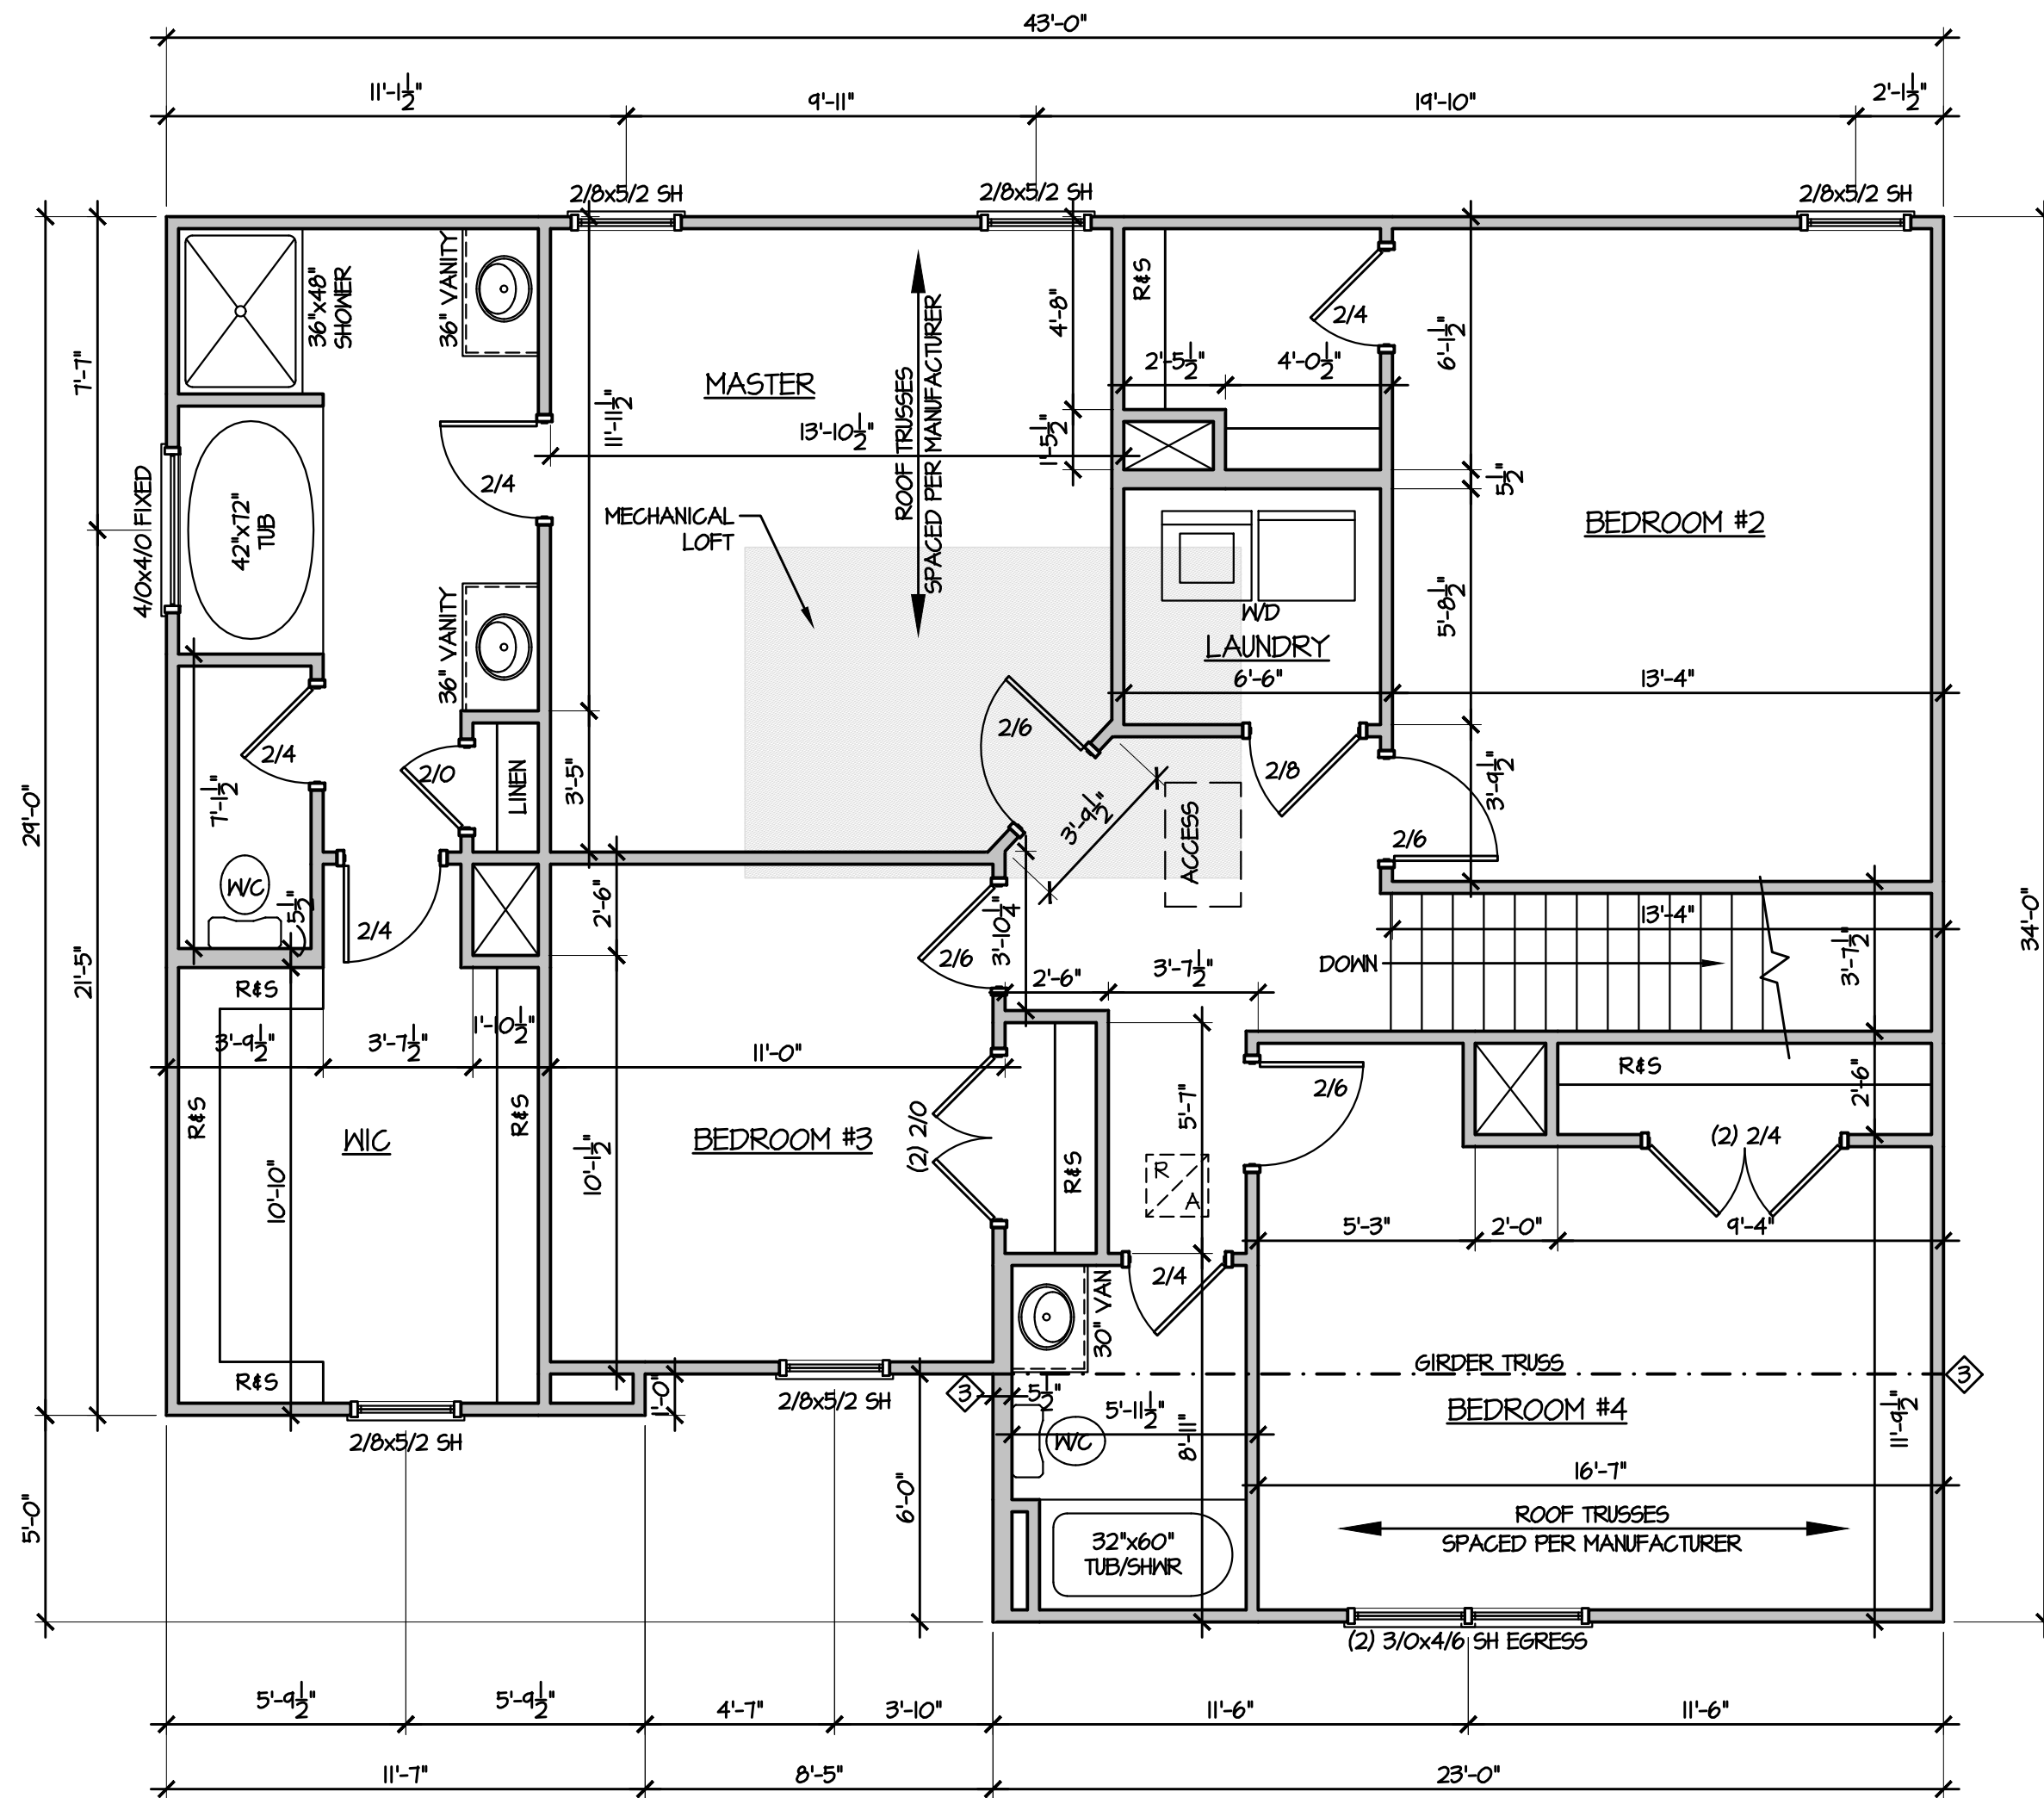 43'-0"
11'-1 1/2"
9'-11"
19'-10"
2'-1 1/2"
2/8x5/2 SH
2/8x5/2 SH
2/8x5/2 SH
36"x48"
SHOWER
36" VANITY
R&S
2/4
4'-8"
6'-1 1/2"
7'-7"
2'-5 1/2"
4'-0 1/2"
MASTER
ROOF TRUSSES
SPACED PER MANUFACTURER
11'-11 1/2"
13'-10 1/2"
1'-5 1/2"
5 1/2"
2/4
4/0x4/0 FIXED
42"x72"
TUB
MECHANICAL
LOFT
BEDROOM #2
36" VANITY
W/D
LAUNDRY
5'-8 1/2"
6'-6"
13'-4"
2/6
2/4
2/0
LINEN
3'-5"
2/8
3'-9 1/2"
3'-9 1/2"
7'-1 1/2"
29'-0"
ACCESS
2/6
W/C
5 1/2"
2/4
2'-6"
3'-10 1/4"
2/6
13'-4"
34'-0"
21'-5"
DOWN
3'-7 1/2"
R&S
2'-6"
3'-7 1/2"
3'-9 1/2"
3'-7 1/2"
1'-10 1/2"
11'-0"
R&S
2/6
2'-6"
R&S
WIC
R&S
10'-10"
BEDROOM #3
10'-1 1/2"
(2) 2/0
R&S
5'-7"
R
A
(2) 2/4
5'-3"
2'-0"
9'-4"
2/4
30" VAN
GIRDER TRUSS
3
R&S
1'-0"
2/8x5/2 SH
3
5 1/2"
5'-11 1/2"
BEDROOM #4
11'-9 1/2"
2/8x5/2 SH
W/C
8'-11"
16'-7"
6'-0"
5'-0"
32"x60"
TUB/SHWR
ROOF TRUSSES
SPACED PER MANUFACTURER
(2) 3/0x4/6 SH EGRESS
5'-9 1/2"
5'-9 1/2"
4'-7"
3'-10"
11'-6"
11'-6"
11'-7"
8'-5"
23'-0"